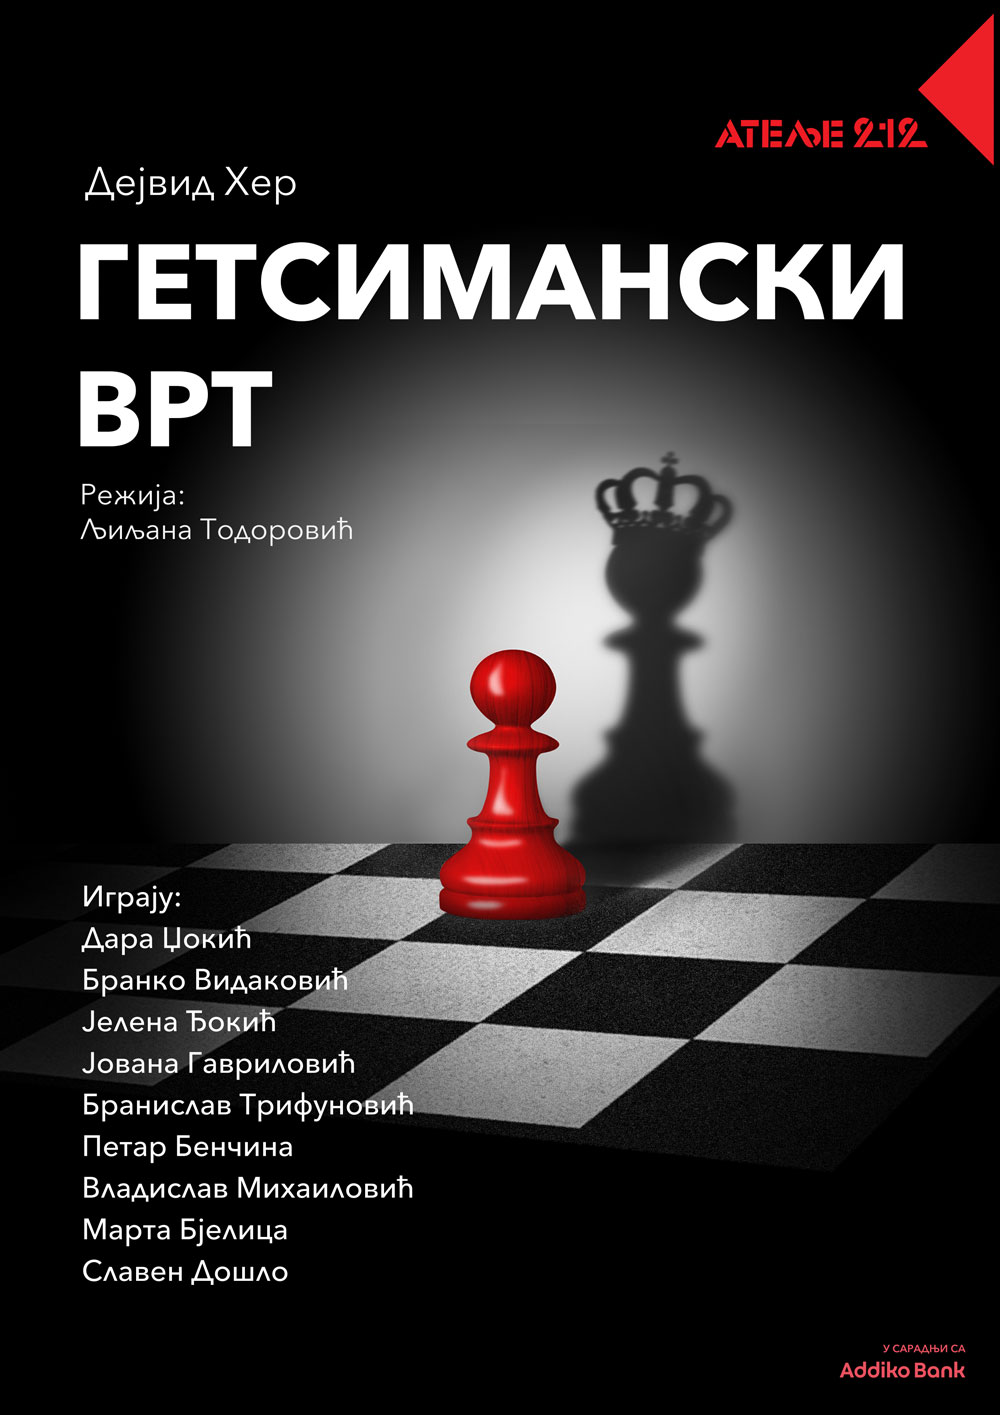 АТЕЉЕ 212
Дејвид Хер
ГЕТСИМАНСКИ
ВРТ
Режија:
Љиљана Тодоровић
Играју:
Дара Џокић
Бранко Видаковић
Јелена Ђокић
Јована Гавриловић
Бранислав Трифуновић
Петар Бенчина
Владислав Михаиловић
Марта Бјелица
Славен Дошло
У САРАДЊИ СА
Addiko Bank